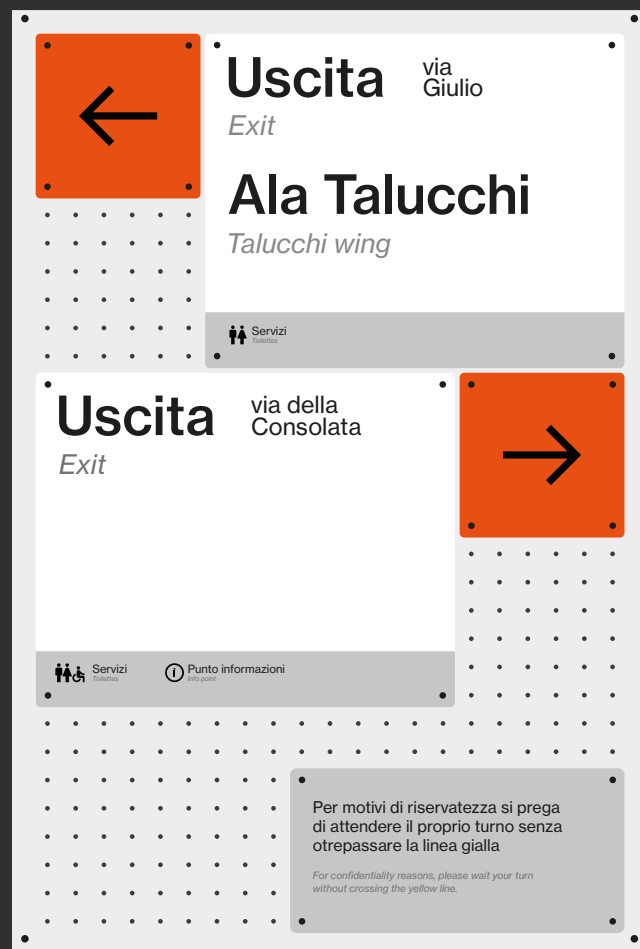 Uscita
via
Giulio
Exit
Ala Talucchi
Talucchi wing
Servizi
Toilettes
Uscita
via della
Consolata
Exit
Servizi
Toilettes
i
Punto informazioni
Info point
Per motivi di riservatezza si prega
di attendere il proprio turno senza
otrepassare la linea gialla
For confidentiality reasons, please wait your turn
without crossing the yellow line.